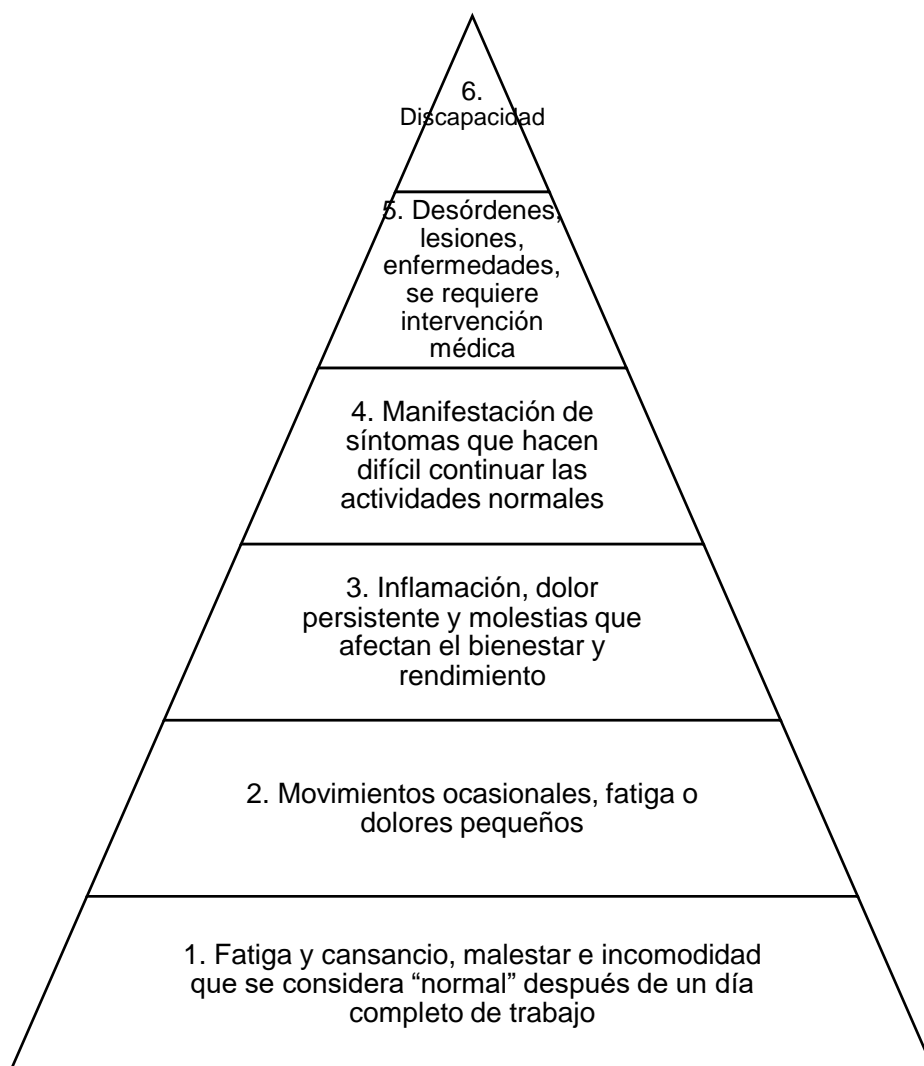 6.
Discapacidad
5. Desórdenes,
lesiones,
enfermedades,
se requiere
intervención
médica
4. Manifestación de
síntomas que hacen
difícil continuar las
actividades normales
3. Inflamación, dolor
persistente y molestias que
afectan el bienestar y
rendimiento
2. Movimientos ocasionales, fatiga o
dolores pequeños
1. Fatiga y cansancio, malestar e incomodidad
que se considera “normal” después de un día
completo de trabajo